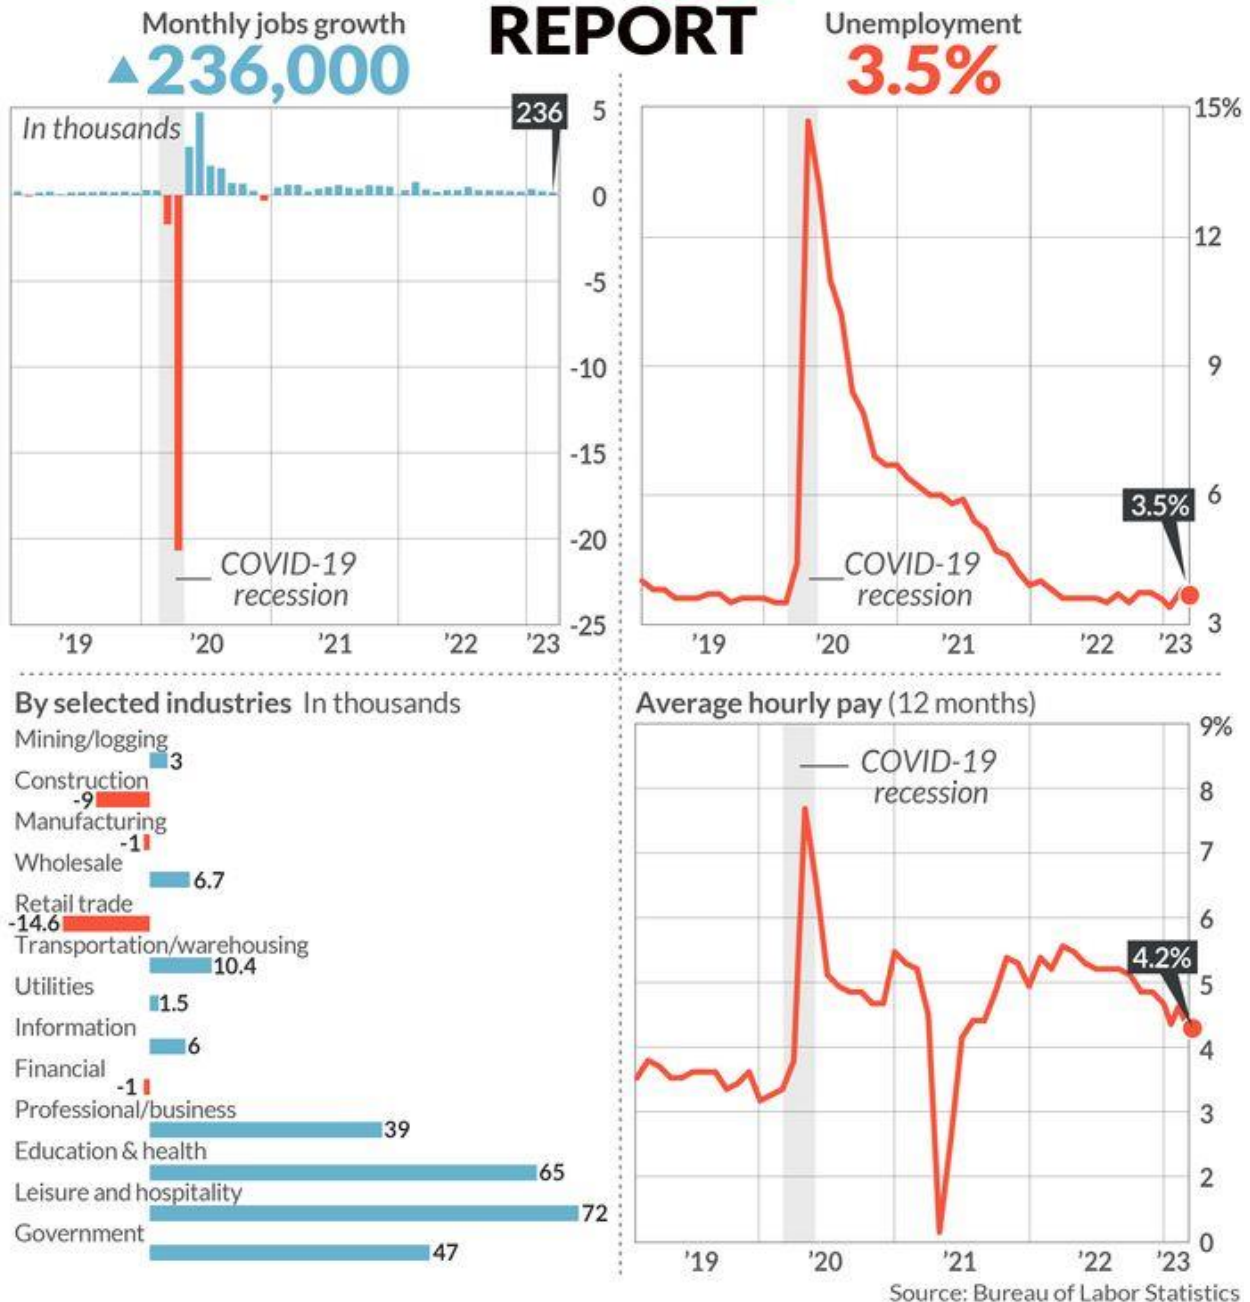 REPORT
Monthly jobs growth
▲236,000
In thousands
236
5
0
-5
-10
-15
-20
-25
COVID-19
recession
'19 '20 '21 '22 '23
Unemployment
3.5%
15%
12
9
6
3
3.5%
COVID-19
recession
'19 '20 '21 '22 '23
By selected industries In thousands
Mining/logging
3
Construction
-9
Manufacturing
-1
Wholesale
6.7
Retail trade
-14.6
Transportation/warehousing
10.4
Utilities
1.5
Information
6
Financial
-1
Professional/business
39
Education & health
65
Leisure and hospitality
72
Government
47
Average hourly pay (12 months)
9%
8
7
6
5
4
3
2
0
COVID-19
recession
4.2%
'19 '20 '21 '22 '23
Source: Bureau of Labor Statistics